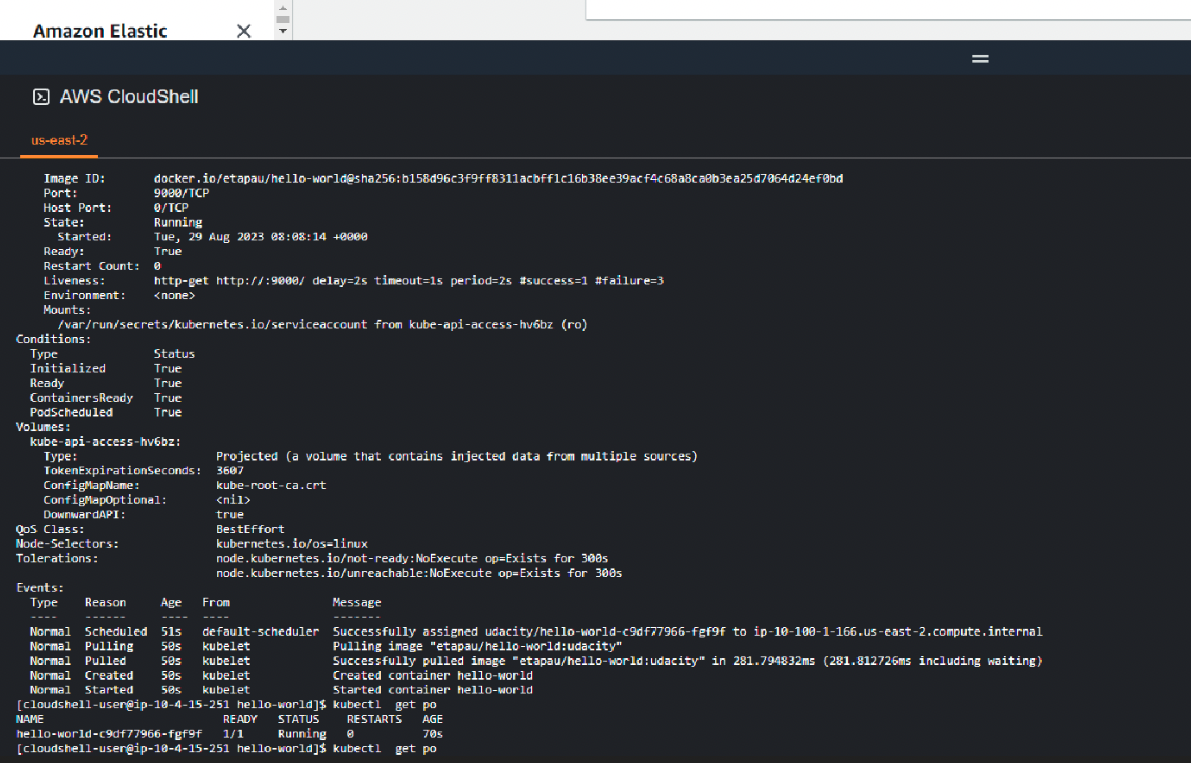 Amazon Elastic
AWS CloudShell
us-east-2
Image ID: docker.io/etapau/hello-world@sha256:b158d96c3f9ff8311acbff1c16b38ee39acf4c68a8ca0b3ea25d7064d24ef0bd
Port: 9000/TCP
Host Port: 0/TCP
State: Running
Started: Tue, 29 Aug 2023 08:08:14 +0000
Ready: True
Restart Count: 0
Liveness: http-get http://:9000/ delay=2s timeout=1s period=2s #success=1 #failure=3
Environment: <none>
Mounts:
/var/run/secrets/kubernetes.io/serviceaccount from kube-api-access-hv6bz (ro)
Conditions:
Type Status
Initialized True
Ready True
ContainersReady True
PodScheduled True
Volumes:
kube-api-access-hv6bz:
Type: Projected (a volume that contains injected data from multiple sources)
TokenExpirationSeconds: 3607
ConfigMapName: kube-root-ca.crt
ConfigMapOptional: <nil>
DownwardAPI: true
QoS Class: BestEffort
Node-Selectors: kubernetes.io/os=linux
Tolerations: node.kubernetes.io/not-ready:NoExecute op=Exists for 300s
node.kubernetes.io/unreachable:NoExecute op=Exists for 300s
Events:
Type Reason Age From Message
---- ------ ---- ---- -------
Normal Scheduled 51s default-scheduler Successfully assigned udacity/hello-world-c9df77966-fgf9f to ip-10-100-1-166.us-east-2.compute.internal
Normal Pulling 50s kubelet Pulling image "etapau/hello-world:udacity"
Normal Pulled 50s kubelet Successfully pulled image "etapau/hello-world:udacity" in 281.794832ms (281.812726ms including waiting)
Normal Created 50s kubelet Created container hello-world
Normal Started 50s kubelet Started container hello-world
[cloudshell-user@ip-10-4-15-251 hello-world]$ kubectl get po
NAME READY STATUS RESTARTS AGE
hello-world-c9df77966-fgf9f 1/1 Running 0 70s
[cloudshell-user@ip-10-4-15-251 hello-world]$ kubectl get po